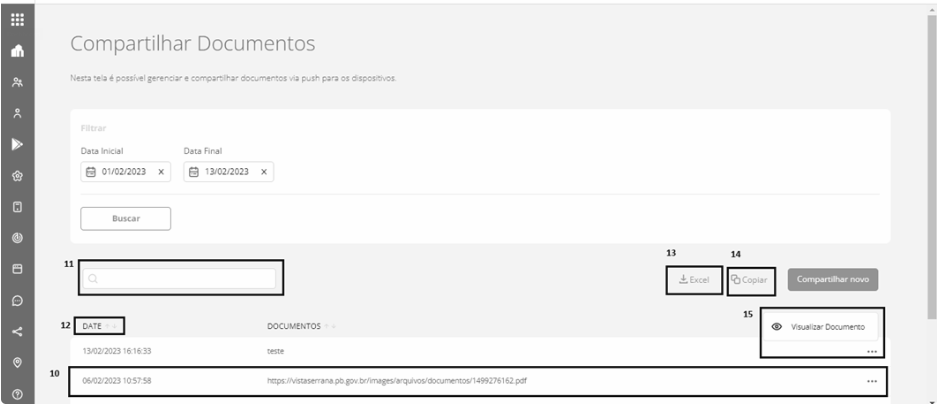 Compartilhar Documentos
Nesta tela é possível gerenciar e compartilhar documentos via push para os dispositivos.
Filtrar
Data Inicial Data Final
01/02/2023 x 13/02/2023 x
Buscar
11 13 14
Excel Copiar Compartilhar novo
12 DATE DOCUMENTOS 15 Visualizar Documento
13/02/2023 16:16:33 teste ...
10 06/02/2023 10:57:58 https://vistaserrana.pb.gov.br/images/arquivos/documentos/1499276162.pdf ...